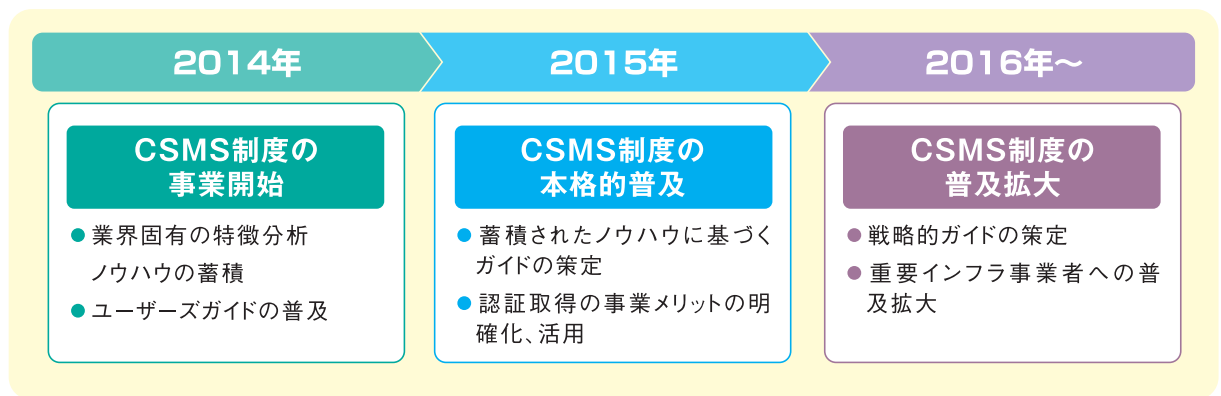 2014年
2015年
2016年～
CSMS制度の
事業開始
● 業界固有の特徴分析
ノウハウの蓄積
● ユーザーズガイドの普及
CSMS制度の
本格的普及
● 蓄積されたノウハウに基づく
ガイドの策定
● 認証取得の事業メリットの明
確化、活用
CSMS制度の
普及拡大
● 戦略的ガイドの策定
● 重要インフラ事業者への普
及拡大